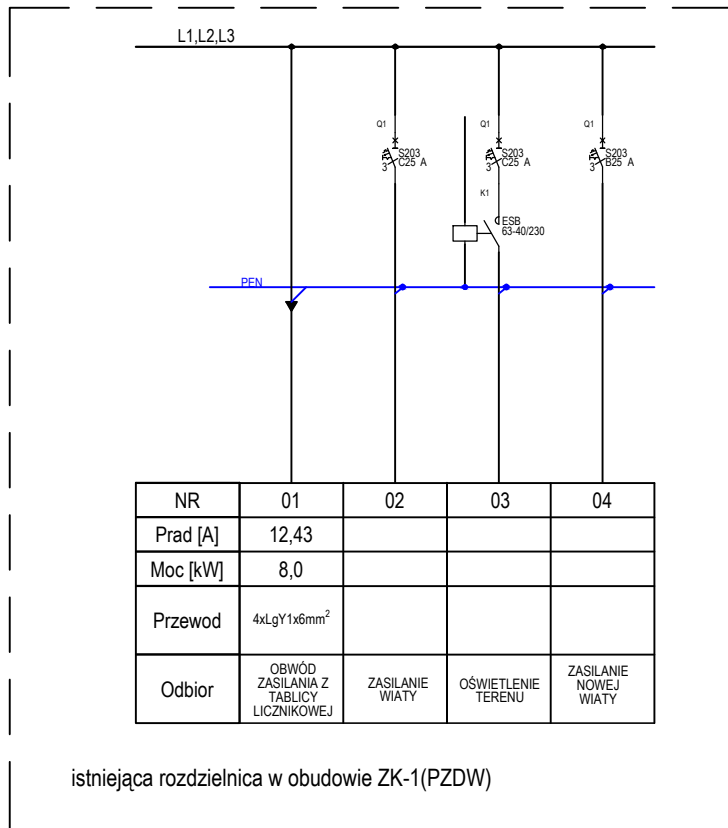 L1,L2,L3
Q1
S203
C25 A
3
Q1
S203
C25 A
3
K1
ESB
63-40/230
Q1
S203
B25 A
3
PEN
NR 01 02 03 04
Prad [A] 12,43
Moc [kW] 8,0
Przewod 4xLgY1x6mm²
Odbior
OBWÓD
ZASILANIA Z
TABLICY
LICZNIKOWEJ
ZASILANIE
WIATY
OŚWIETLENIE
TERENU
ZASILANIE
NOWEJ
WIATY
istniejąca rozdzielnica w obudowie ZK-1(PZDW)